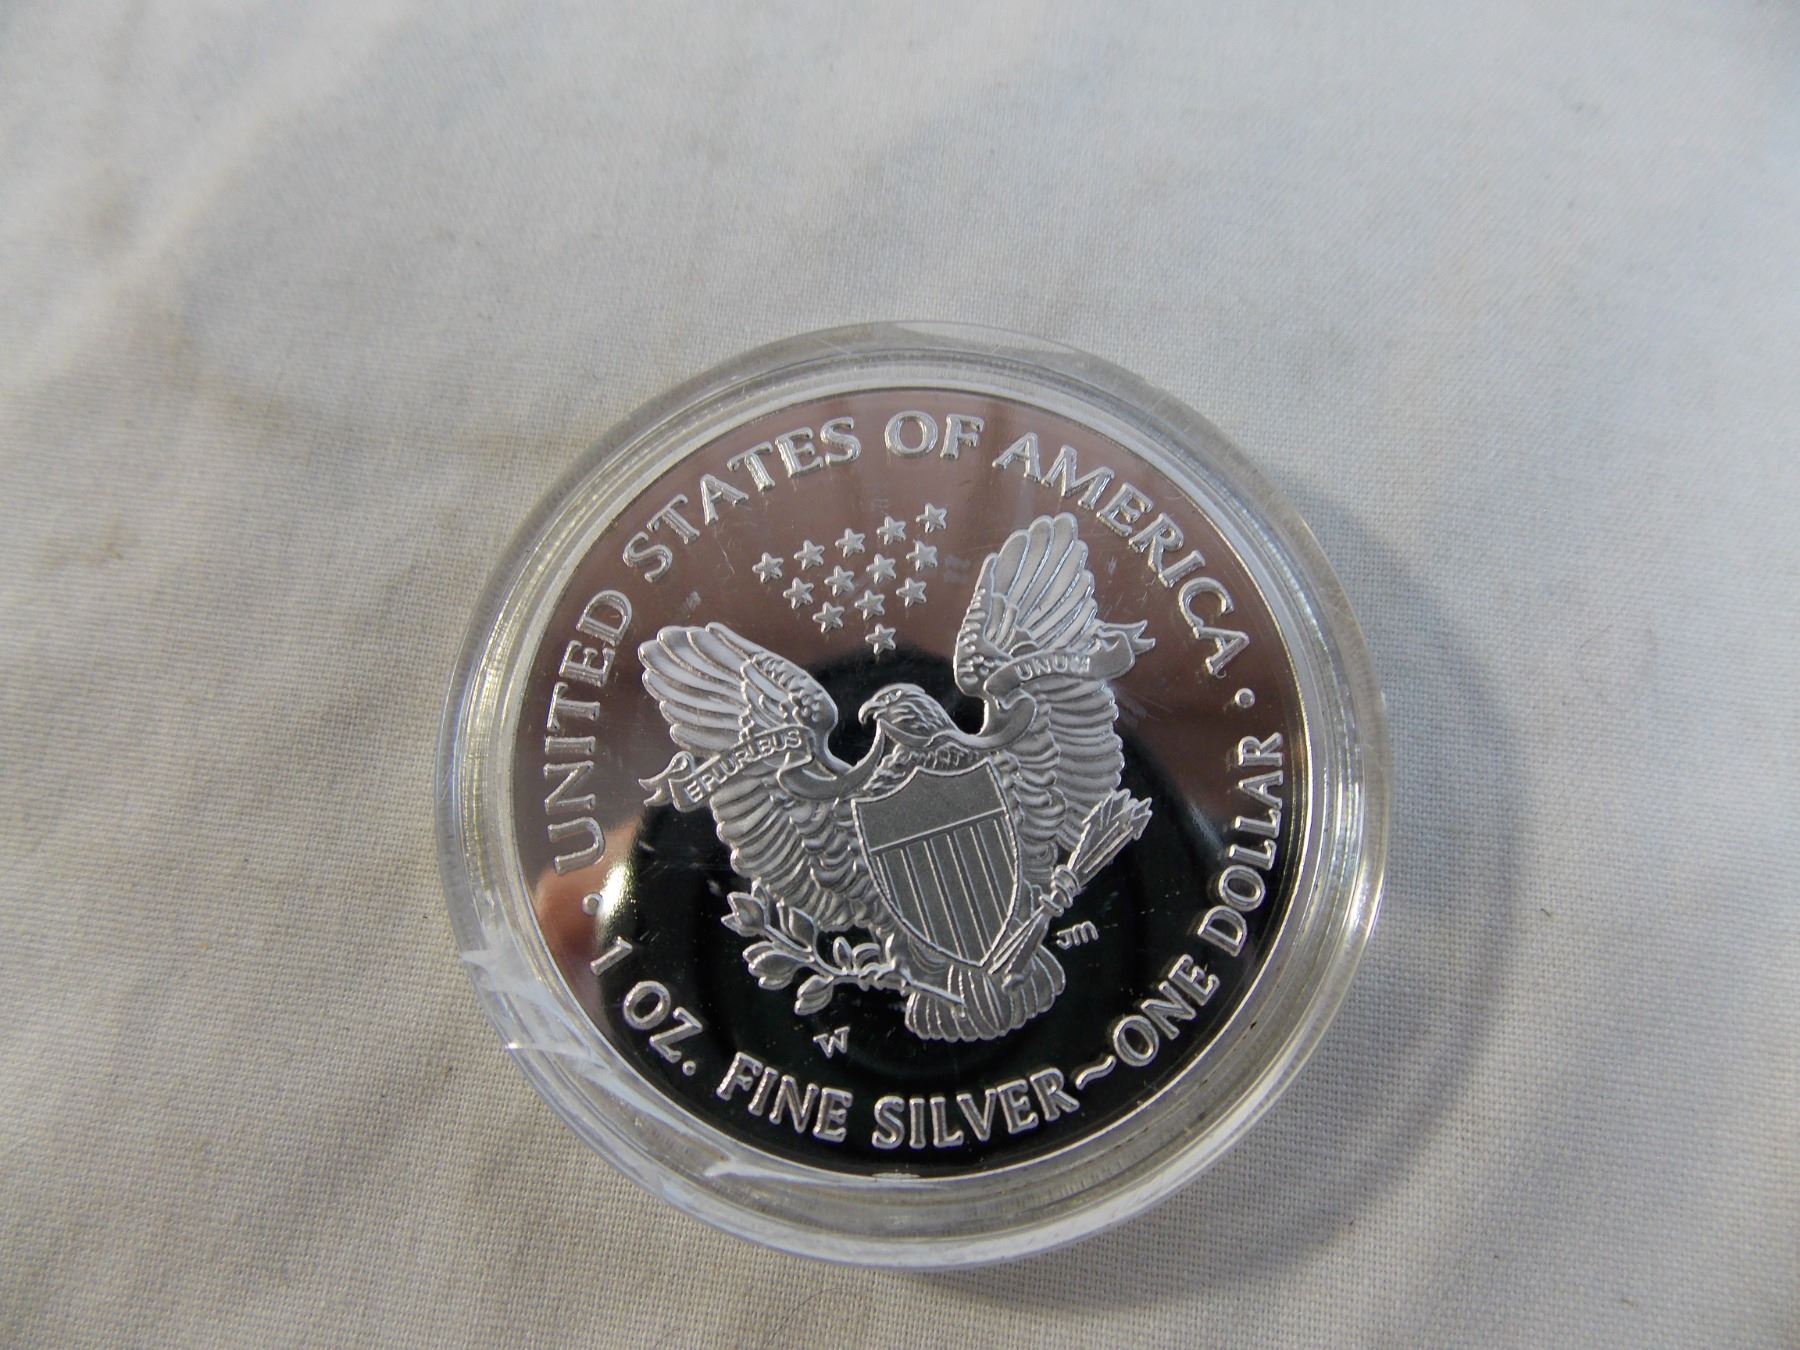 · UNITED STATES OF AMERICA ·
E PLURIBUS
UNUM
JM
W
1 OZ. FINE SILVER~ONE DOLLAR